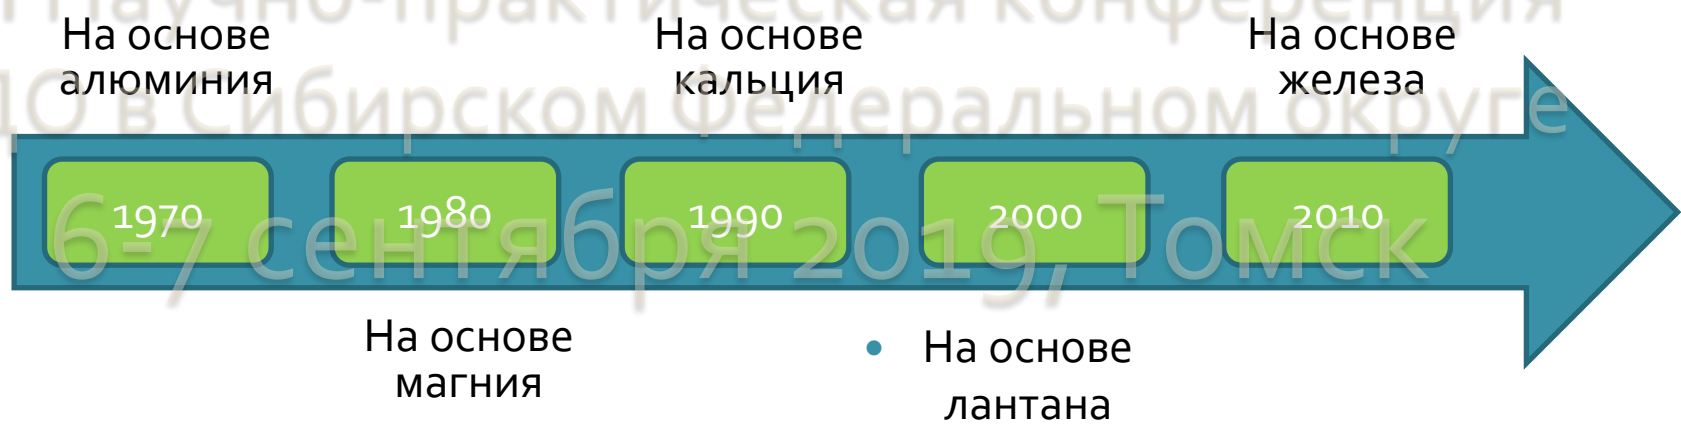 Научно-практическая конференция
На основе
алюминия
На основе
кальция
На основе
железа
в Сибирском Федеральном округе
1970
1980
1990
2000
2010
6-7 сентября 2019, Томск
На основе
магния
• На основе
лантана